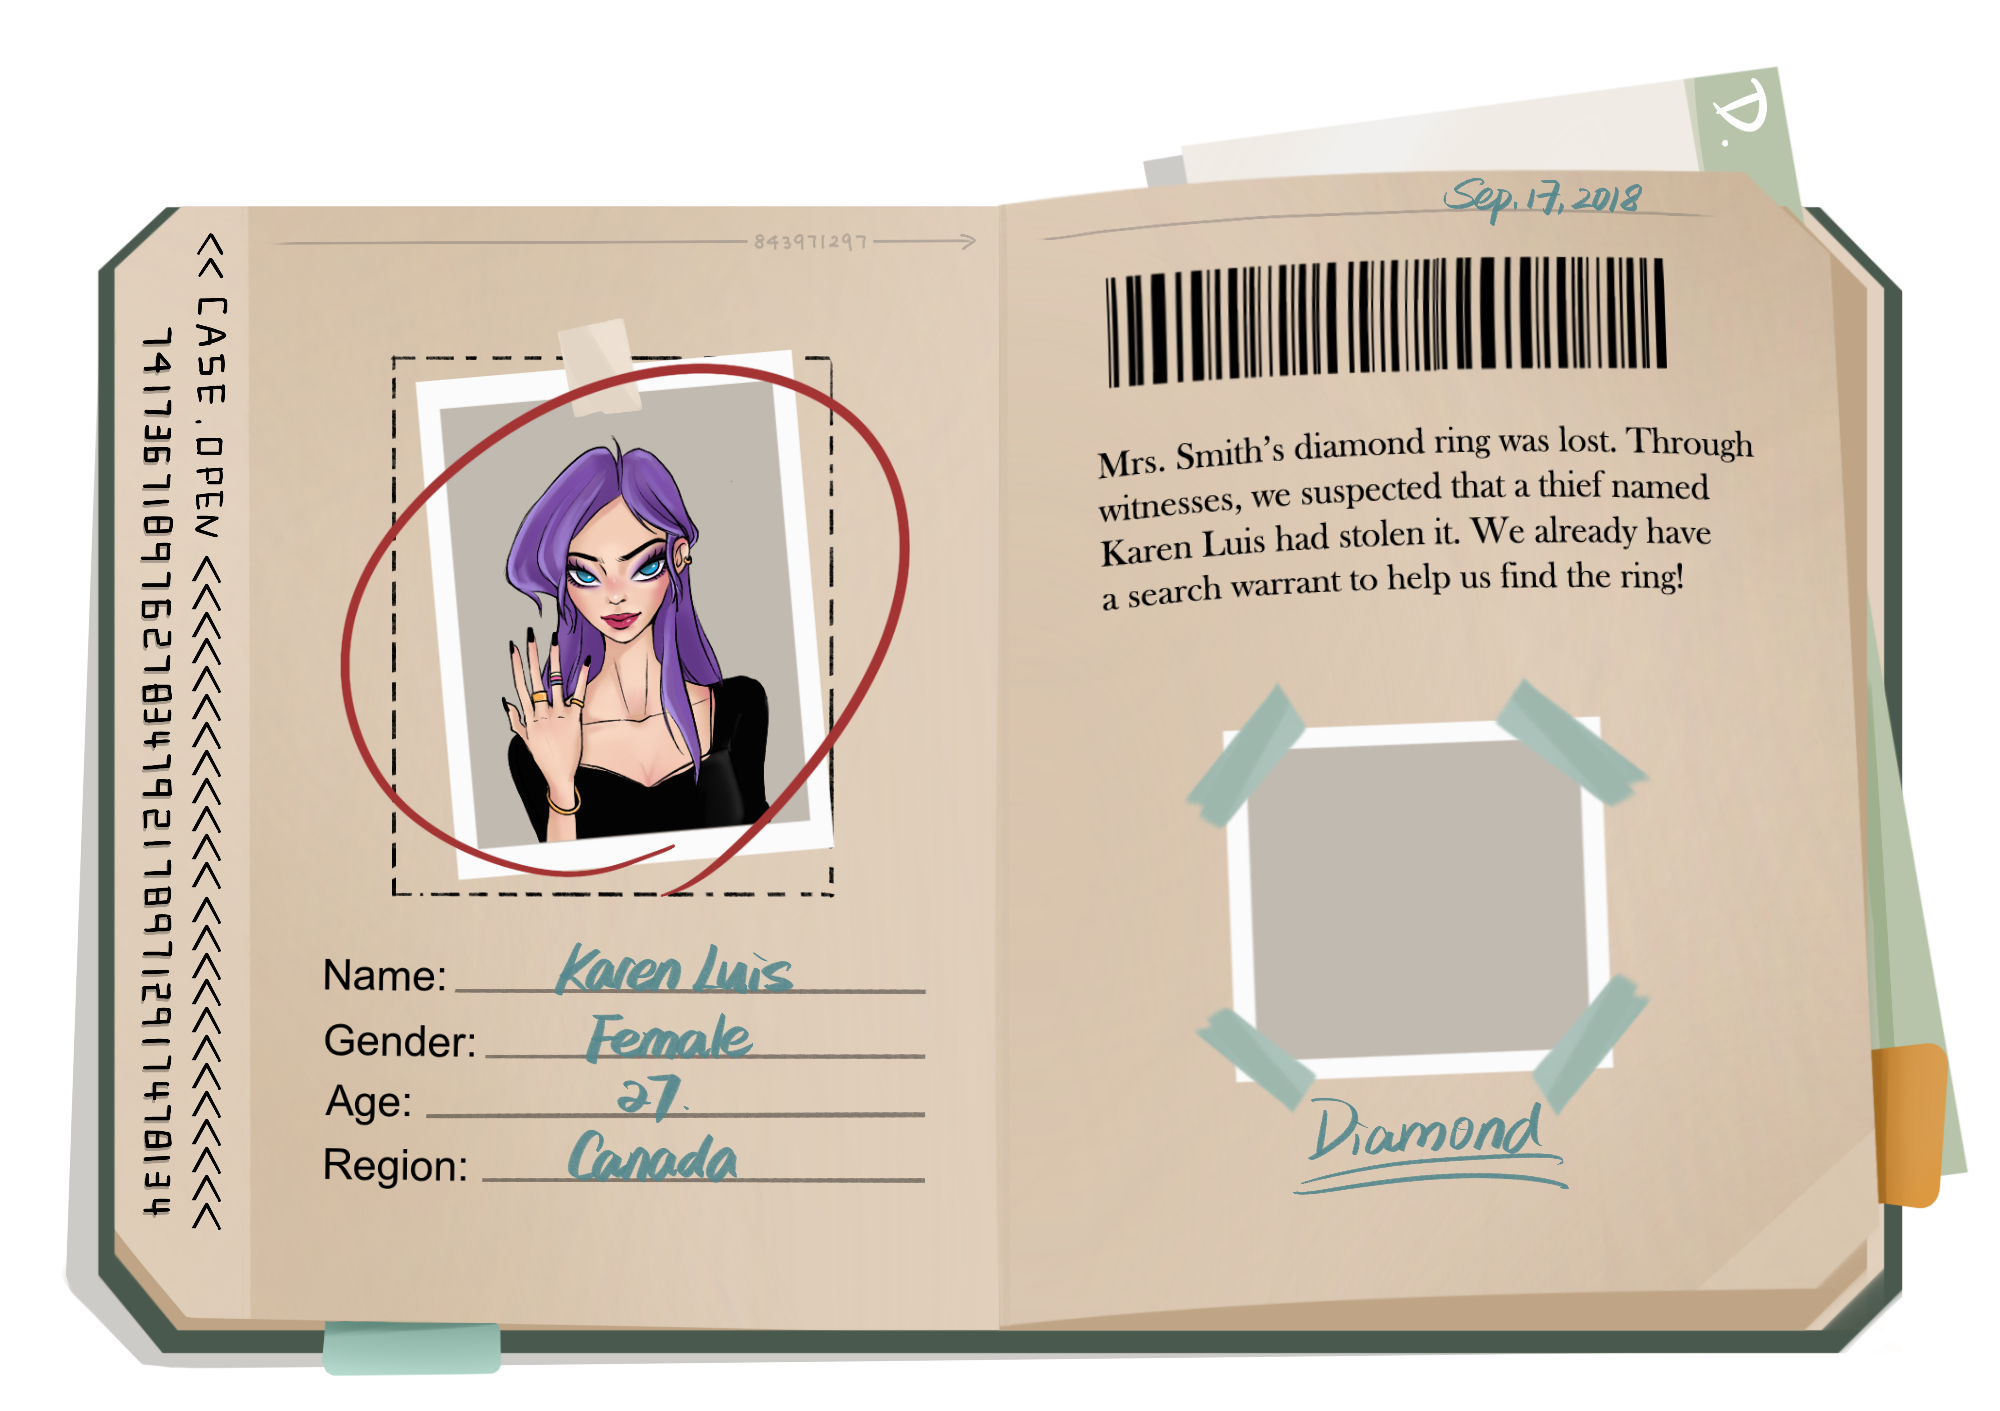 << CASE.OPEN <<<<<<<<<<<<<<<<<<<<<<<<
843971297
Name: Karen Luis
Gender: Female
Age: 27.
Region: Canada
D.
Sep. 17, 2018
Mrs. Smith's diamond ring was lost. Through
witnesses, we suspected that a thief named
Karen Luis had stolen it. We already have
a search warrant to help us find the ring!
Diamond